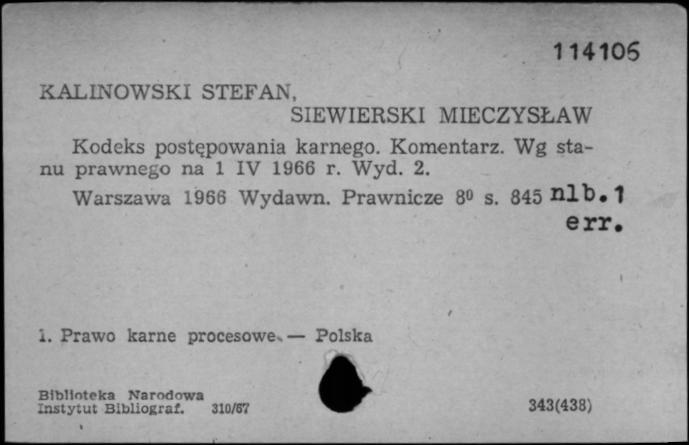 114106
KALINOWSKI STEFAN,
SIEWIERSKI MIECZYSŁAW
Kodeks postępowania karnego. Komentarz. Wg sta-
nu prawnego na 1 IV 1966 r. Wyd. 2.
Warszawa 1966 Wydawn. Prawnicze 8⁰ s. 845 nlb. 1
err.
1. Prawo karne procesowe. — Polska
Biblioteka Narodowa
Instytut Bibliograf. 310/67 343(438)